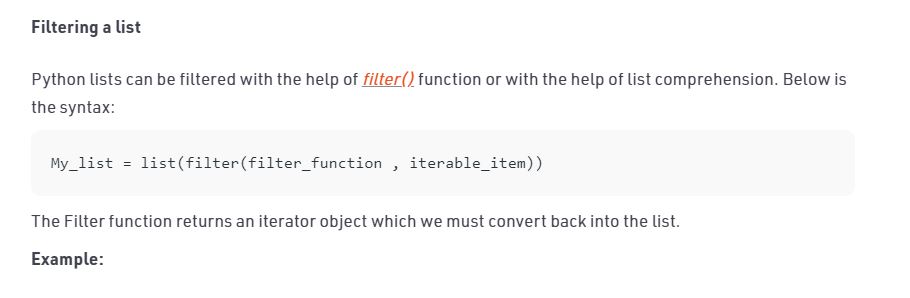 Filtering a list
Python lists can be filtered with the help of filter() function or with the help of list comprehension. Below is
the syntax:
My_list = list(filter(filter_function , iterable_item))
The Filter function returns an iterator object which we must convert back into the list.
Example: